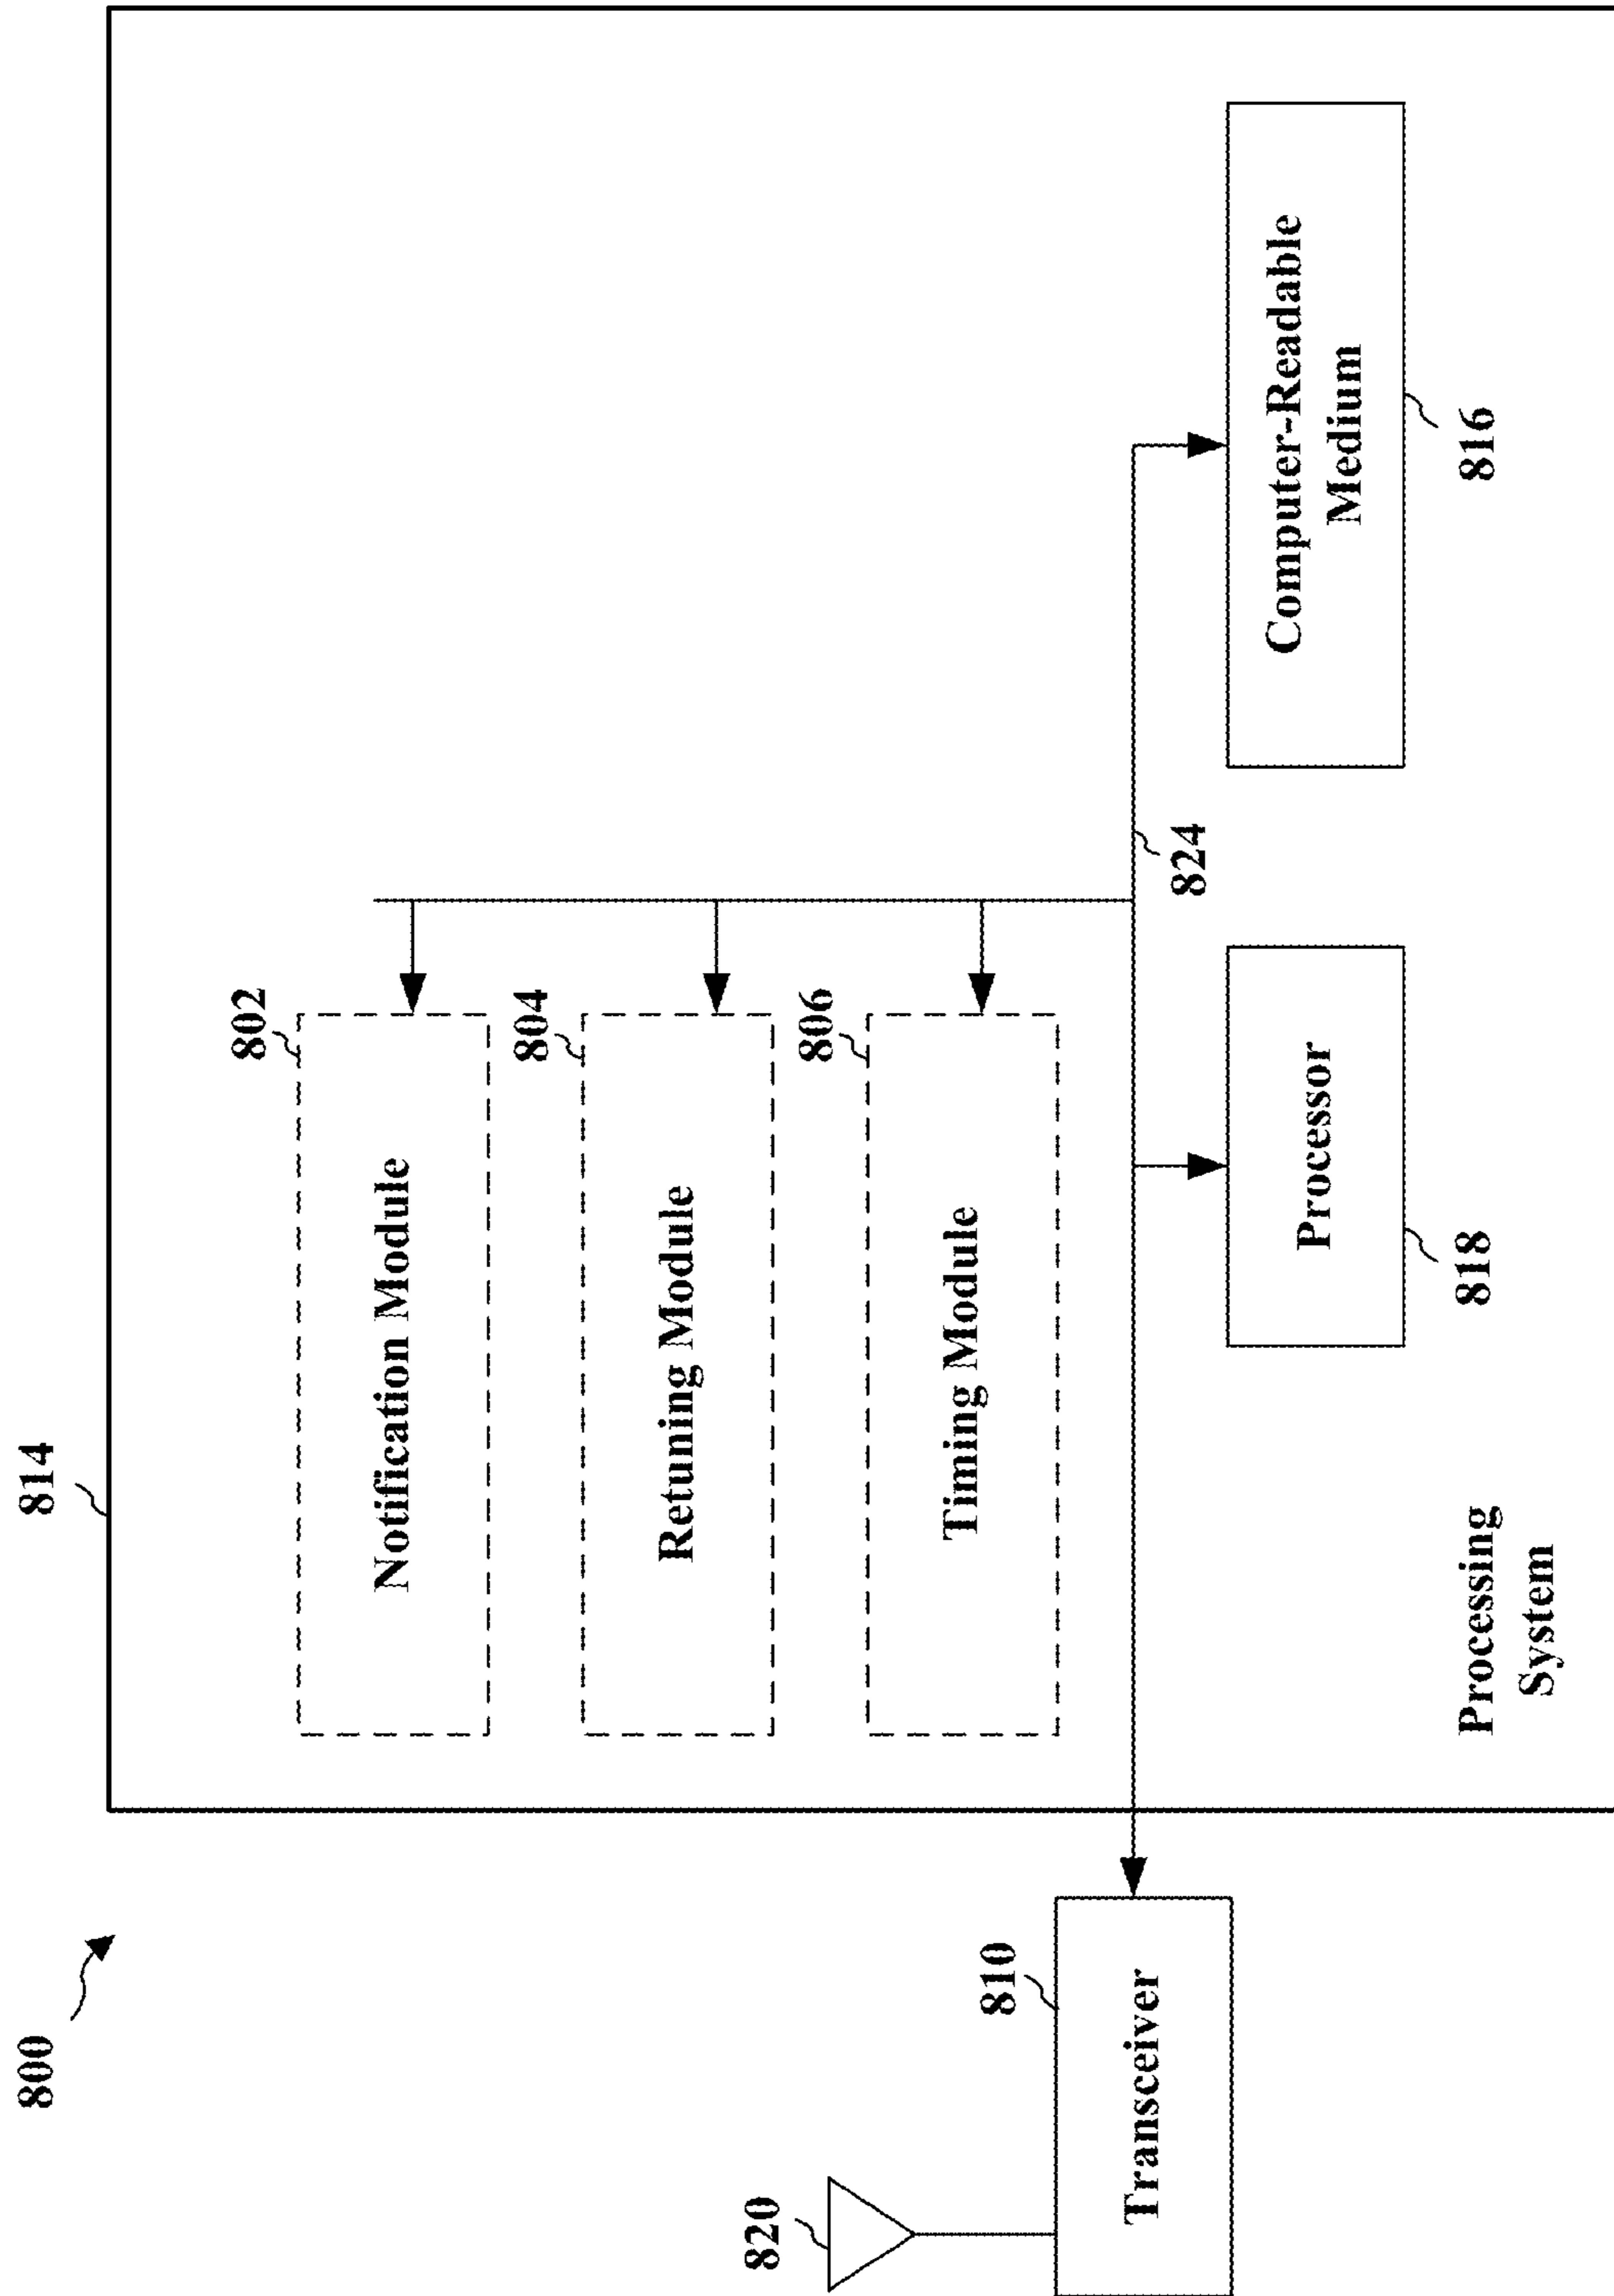 800
814
802
Notification Module
804
Retuning Module
806
Timing Module
820
810
Transceiver
824
Processor
818
Computer-Readable
Medium
816
Processing
System